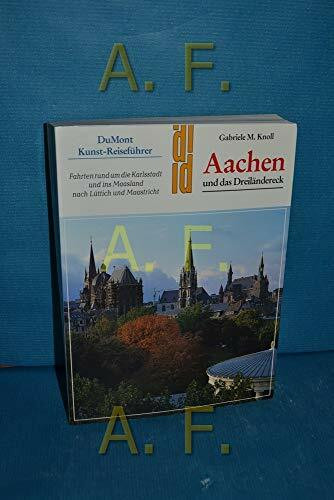 A. F.
DuMont
Kunst-Reiseführer
Fahrten rund um die Karlsstadt
und ins Maasland
nach Lüttich und Maastricht
Gabriele M. Knoll
Aachen
und das Dreiländereck
A. F.
A. F.
A. F.